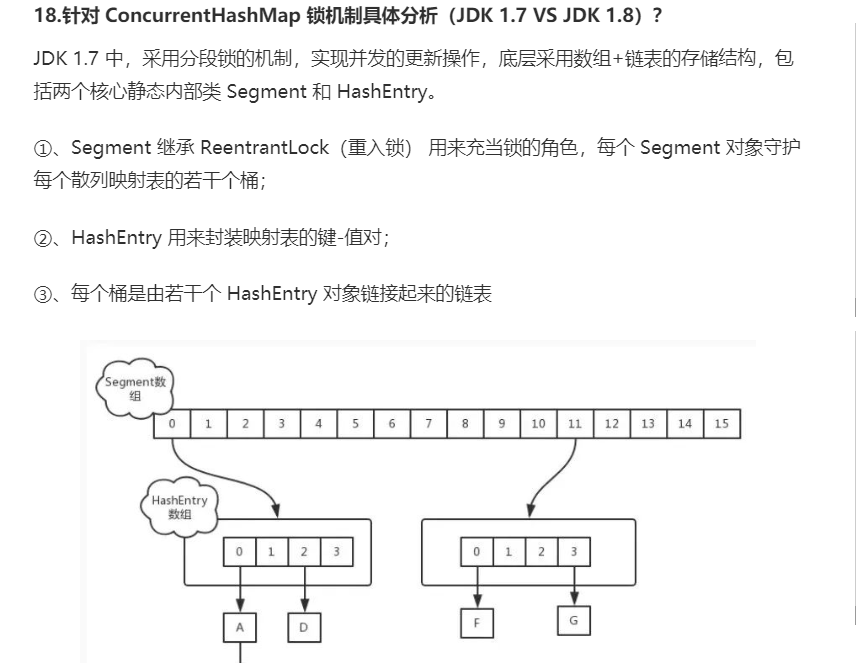 18.针对 ConcurrentHashMap 锁机制具体分析（JDK 1.7 VS JDK 1.8）？
JDK 1.7 中，采用分段锁的机制，实现并发的更新操作，底层采用数组+链表的存储结构，包
括两个核心静态内部类 Segment 和 HashEntry。
①、Segment 继承 ReentrantLock（重入锁） 用来充当锁的角色，每个 Segment 对象守护
每个散列映射表的若干个桶；
②、HashEntry 用来封装映射表的键-值对；
③、每个桶是由若干个 HashEntry 对象链接起来的链表
Segment数
组
0 1 2 3 4 5 6 7 8 9 10 11 12 13 14 15
HashEntry
数组
0 1 2 3
0 1 2 3
A D
F G